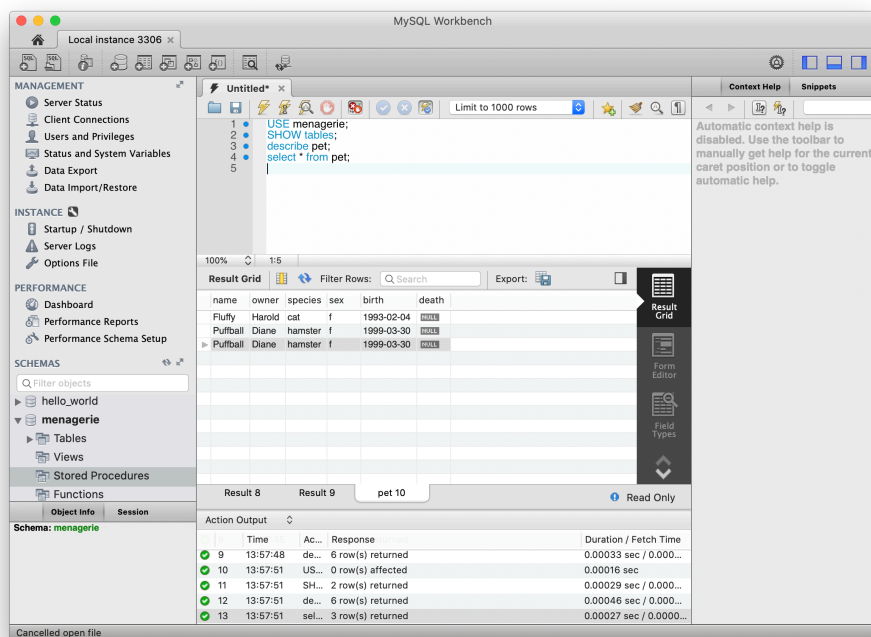 MySQL Workbench
Local instance 3306
MANAGEMENT
Server Status
Client Connections
Users and Privileges
Status and System Variables
Data Export
Data Import/Restore
INSTANCE
Startup / Shutdown
Server Logs
Options File
PERFORMANCE
Dashboard
Performance Reports
Performance Schema Setup
SCHEMAS
Filter objects
hello_world
menagerie
Tables
Views
Stored Procedures
Functions
Object Info Session
Schema: menagerie
Untitled*
Limit to 1000 rows
1 USE menagerie;
2 SHOW tables;
3 describe pet;
4 select * from pet;
5
100% 1:5
Result Grid Filter Rows: Search Export:
name owner species sex birth death
Fluffy Harold cat f 1993-02-04 NULL
Puffball Diane hamster f 1999-03-30 NULL
Puffball Diane hamster f 1999-03-30 NULL
Result Grid
Form Editor
Field Types
Result 8 Result 9 pet 10
Read Only
Action Output
Time Ac... Response Duration / Fetch Time
9 13:57:48 de... 6 row(s) returned 0.00033 sec / 0.000...
10 13:57:51 US... 0 row(s) affected 0.00016 sec
11 13:57:51 SH... 2 row(s) returned 0.00029 sec / 0.000...
12 13:57:51 de... 6 row(s) returned 0.00046 sec / 0.000...
13 13:57:51 sel... 3 row(s) returned 0.00027 sec / 0.0000...
Context Help Snippets
Automatic context help is
disabled. Use the toolbar to
manually get help for the current
caret position or to toggle
automatic help.
Cancelled open file